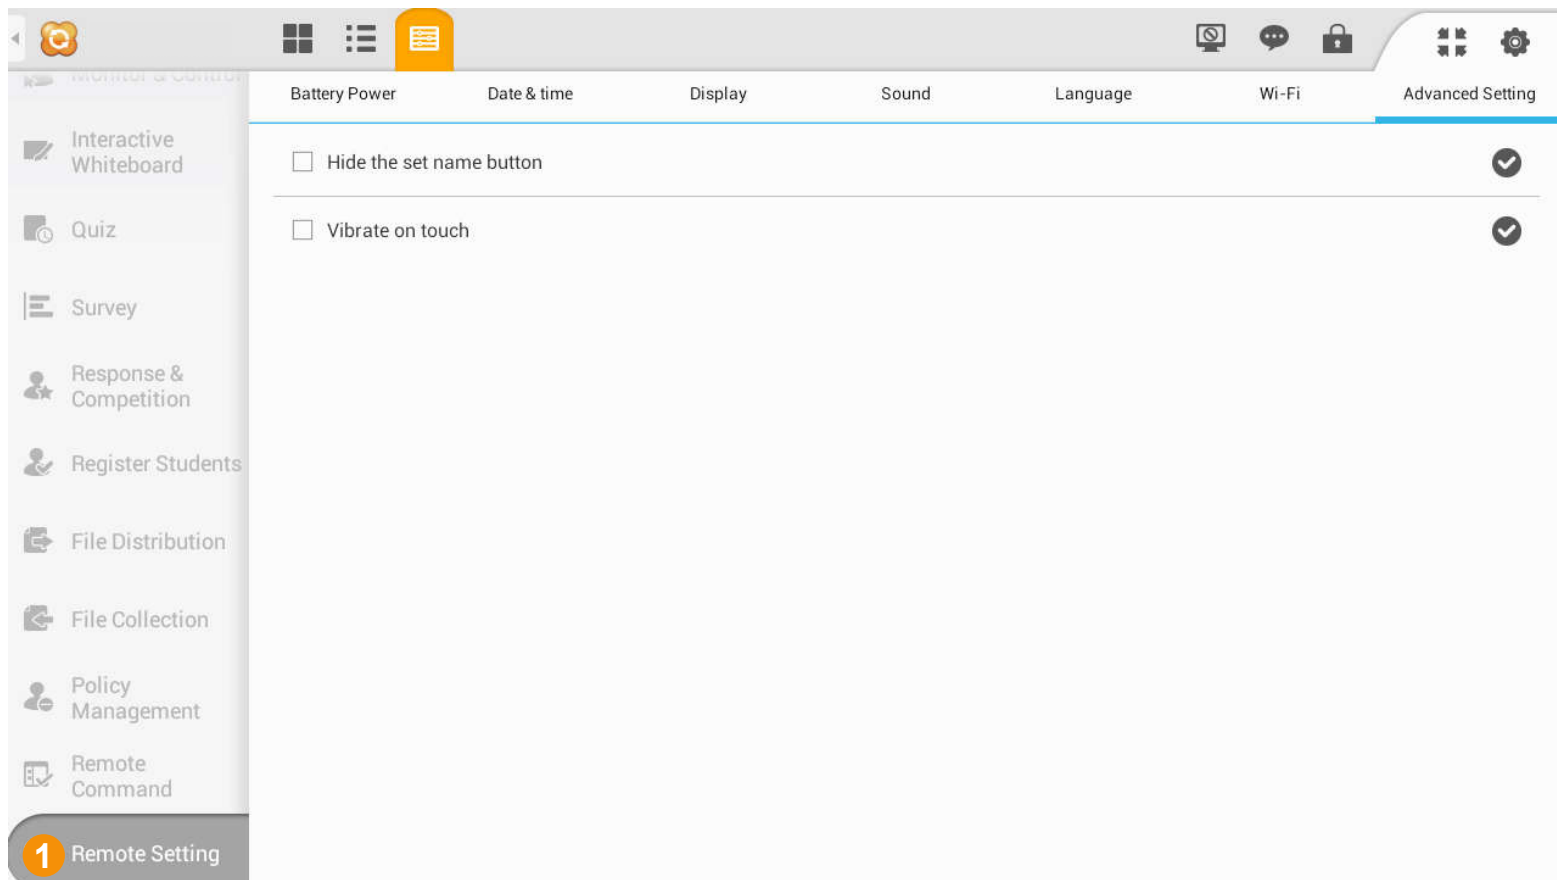 Monitor & Control
Battery Power
Date & time
Display
Sound
Language
Wi-Fi
Advanced Setting
Interactive
Whiteboard
Quiz
Survey
Response &
Competition
Register Students
File Distribution
File Collection
Policy
Management
Remote
Command
1 Remote Setting
Hide the set name button
Vibrate on touch